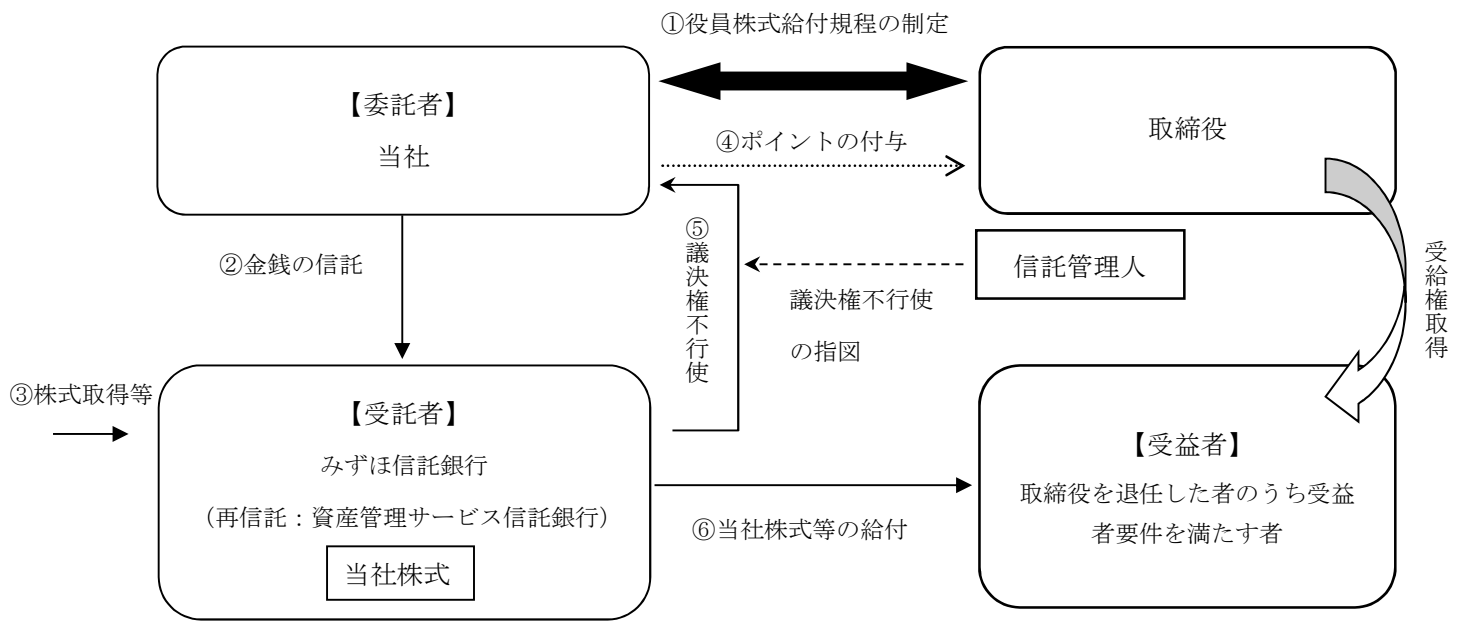 ①役員株式給付規程の制定
【委託者】
当社
取締役
④ポイントの付与
②金銭の信託
⑤議決権不行使
信託管理人
議決権不行使
の指図
受給権取得
③株式取得等
【受託者】
みずほ信託銀行
（再信託：資産管理サービス信託銀行）
当社株式
⑥当社株式等の給付
【受益者】
取締役を退任した者のうち受益
者要件を満たす者